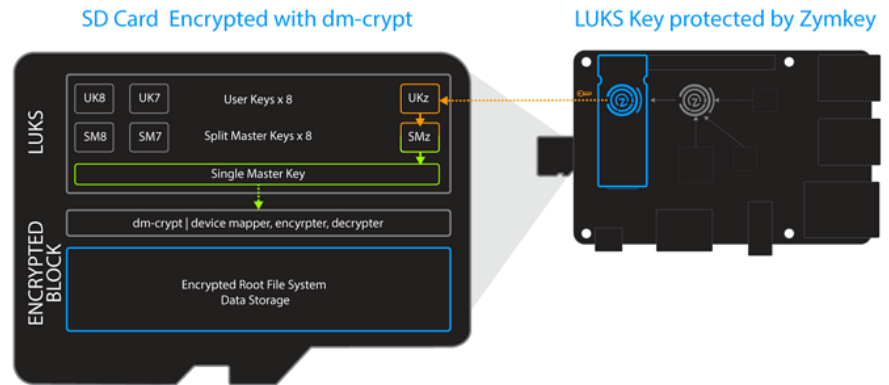 SD Card Encrypted with dm-crypt
LUKS Key protected by Zymkey
LUKS
UK8 UK7 User Keys x 8 UKz
SM8 SM7 Split Master Keys x 8 SMz
Single Master Key
ENCRYPTED
BLOCK
dm-crypt | device mapper, encyrpter, decrypter
Encrypted Root File System
Data Storage